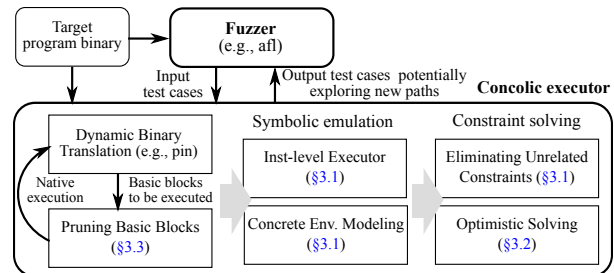 Target
program binary
Fuzzer
(e.g., afl)
Input
test cases
Output test cases potentially
exploring new paths
Concolic executor
Dynamic Binary
Translation (e.g., pin)
Native
execution
Basic blocks
to be executed
Pruning Basic Blocks
(§3.3)
Symbolic emulation
Inst-level Executor
(§3.1)
Concrete Env. Modeling
(§3.1)
Constraint solving
Eliminating Unrelated
Constraints (§3.1)
Optimistic Solving
(§3.2)